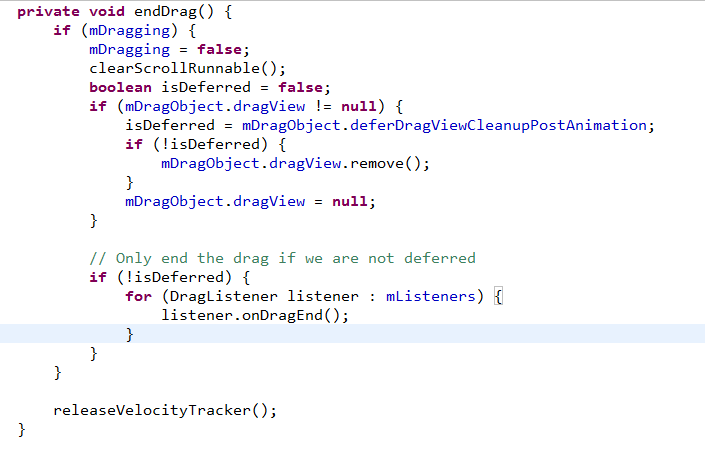 private void endDrag() {
    if (mDragging) {
        mDragging = false;
        clearScrollRunnable();
        boolean isDeferred = false;
        if (mDragObject.dragView != null) {
            isDeferred = mDragObject.deferDragViewCleanupPostAnimation;
            if (!isDeferred) {
                mDragObject.dragView.remove();
            }
            mDragObject.dragView = null;
        }

        // Only end the drag if we are not deferred
        if (!isDeferred) {
            for (DragListener listener : mListeners) {
                listener.onDragEnd();
            }
        }
    }

    releaseVelocityTracker();
}